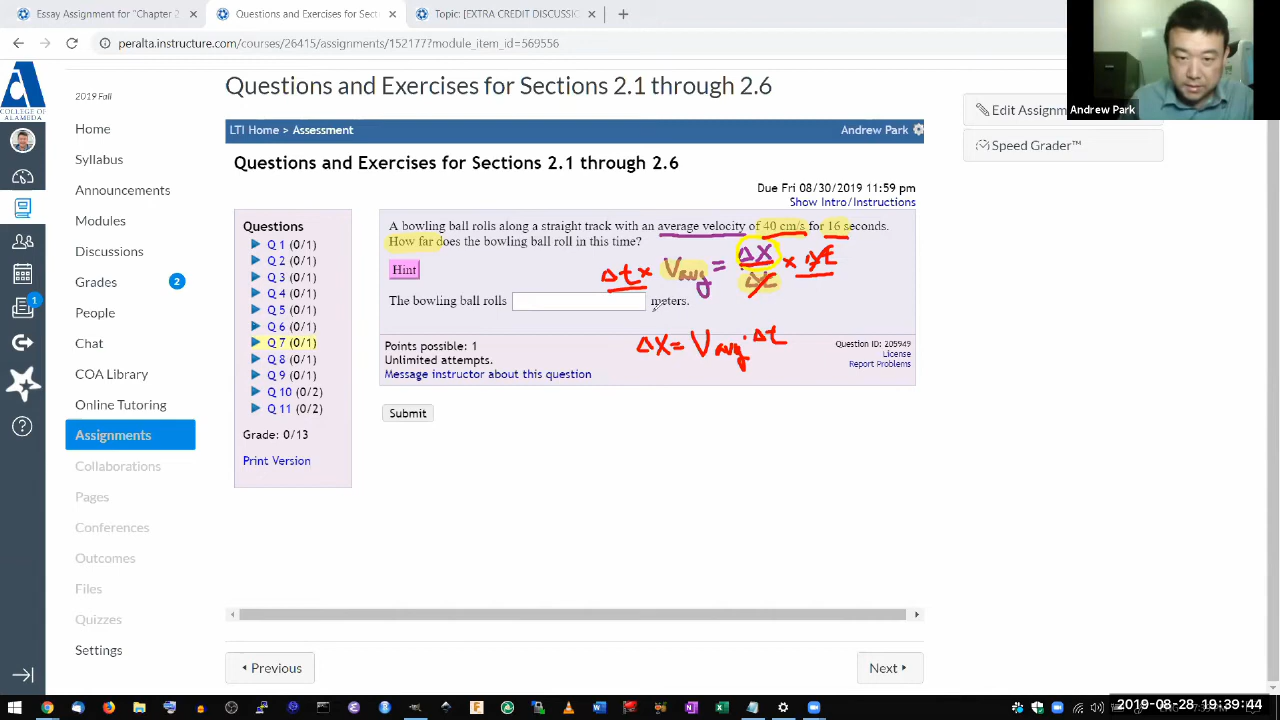 Essay Assignment for "Chapter 2
Questions and Exercises for Sect
Topic: [EXTRA CREDIT DISCUSSIO
peralta.instructure.com/courses/26415/assignments/152177?module_item_id=569556
COLLEGE OF ALAMEDA
2019 Fall
Home
Syllabus
Announcements
Modules
Discussions
Grades 2
People
Assignments
Chat
COA Library
Online Tutoring
Collaborations
Pages
Conferences
Outcomes
Files
Quizzes
Settings
1
Questions and Exercises for Sections 2.1 through 2.6
LTI Home > Assessment
Andrew Park
Questions and Exercises for Sections 2.1 through 2.6
Due Fri 08/30/2019 11:59 pm
Show Intro/Instructions
Questions
Q 1 (0/1)
Q 2 (0/1)
Q 3 (0/1)
Q 4 (0/1)
Q 5 (0/1)
Q 6 (0/1)
Q 7 (0/1)
Q 8 (0/1)
Q 9 (0/1)
Q 10 (0/2)
Q 11 (0/2)
Grade: 0/13
Print Version
A bowling ball rolls along a straight track with an average velocity of 40 cm/s for 16 seconds.
How far does the bowling ball roll in this time?
Hint
Δt × Vavg = ΔX/Δt × Δt
The bowling ball rolls meters.
ΔX = Vavg · Δt
Points possible: 1
Unlimited attempts.
Message instructor about this question
Question ID: 205949
License
Report Problems
Submit
Previous
Next
Edit Assignm
Speed Grader™
Andrew Park
2019-08-28 19:39:44